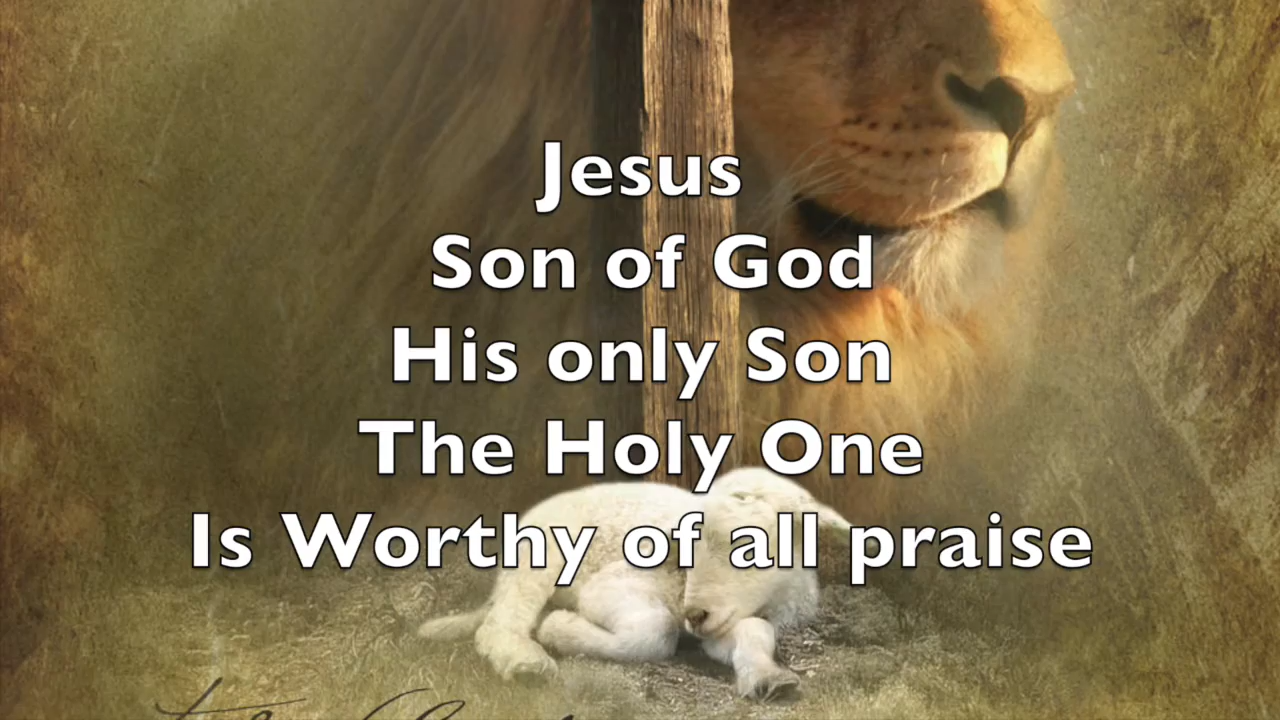 Jesus
Son of God
His only Son
The Holy One
Is Worthy of all praise